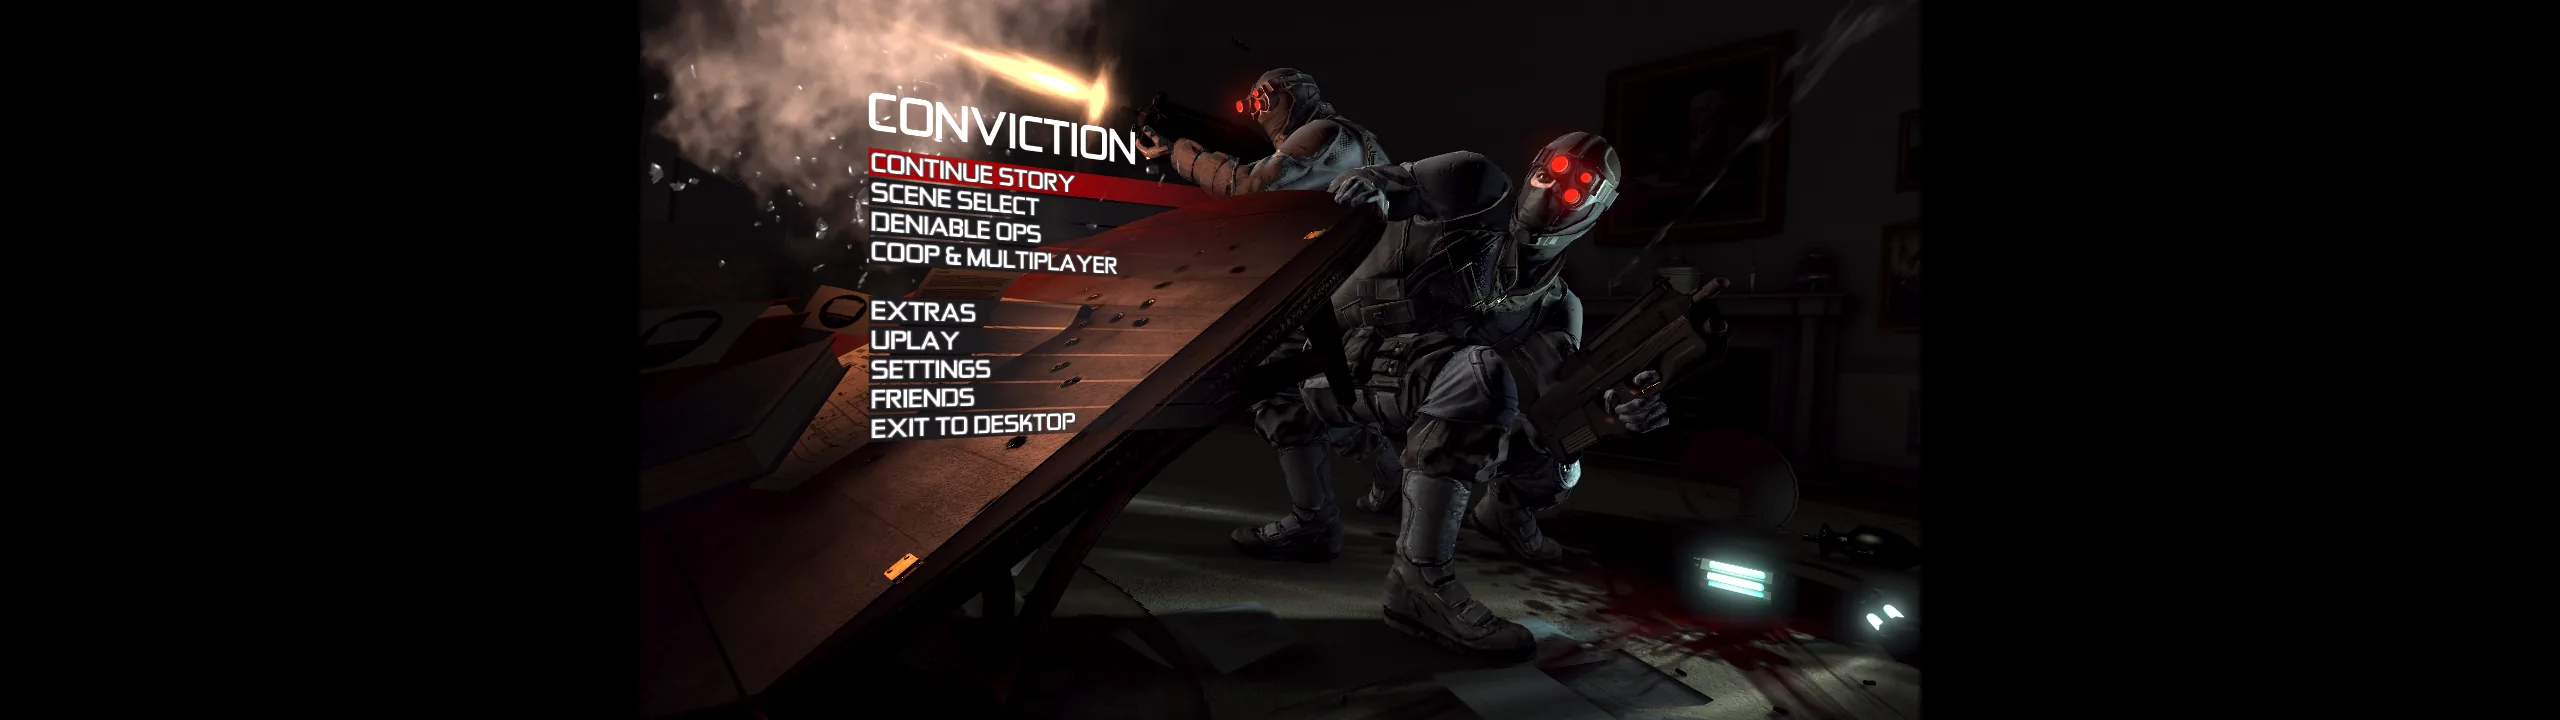 CONVICTION
CONTINUE STORY
SCENE SELECT
DENIABLE OPS
COOP & MULTIPLAYER
EXTRAS
UPLAY
SETTINGS
FRIENDS
EXIT TO DESKTOP